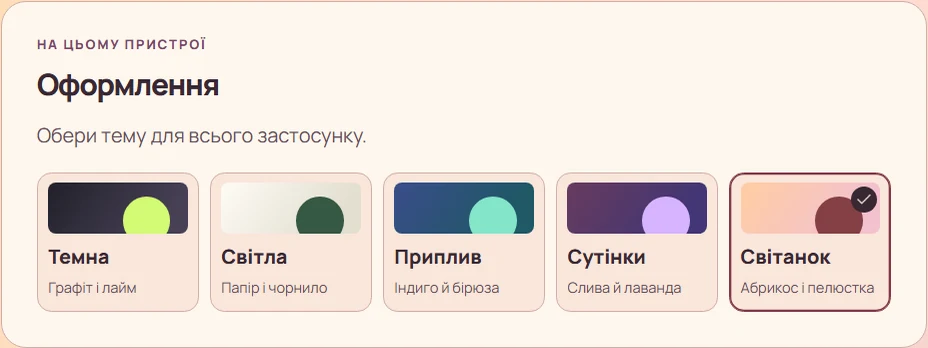 НА ЦЬОМУ ПРИСТРОЇ
Оформлення
Обери тему для всього застосунку.
Темна
Графіт і лайм
Світла
Папір і чорнило
Приплив
Індиго й бірюза
Сутінки
Слива й лаванда
Світанок
Абрикос і пелюстка